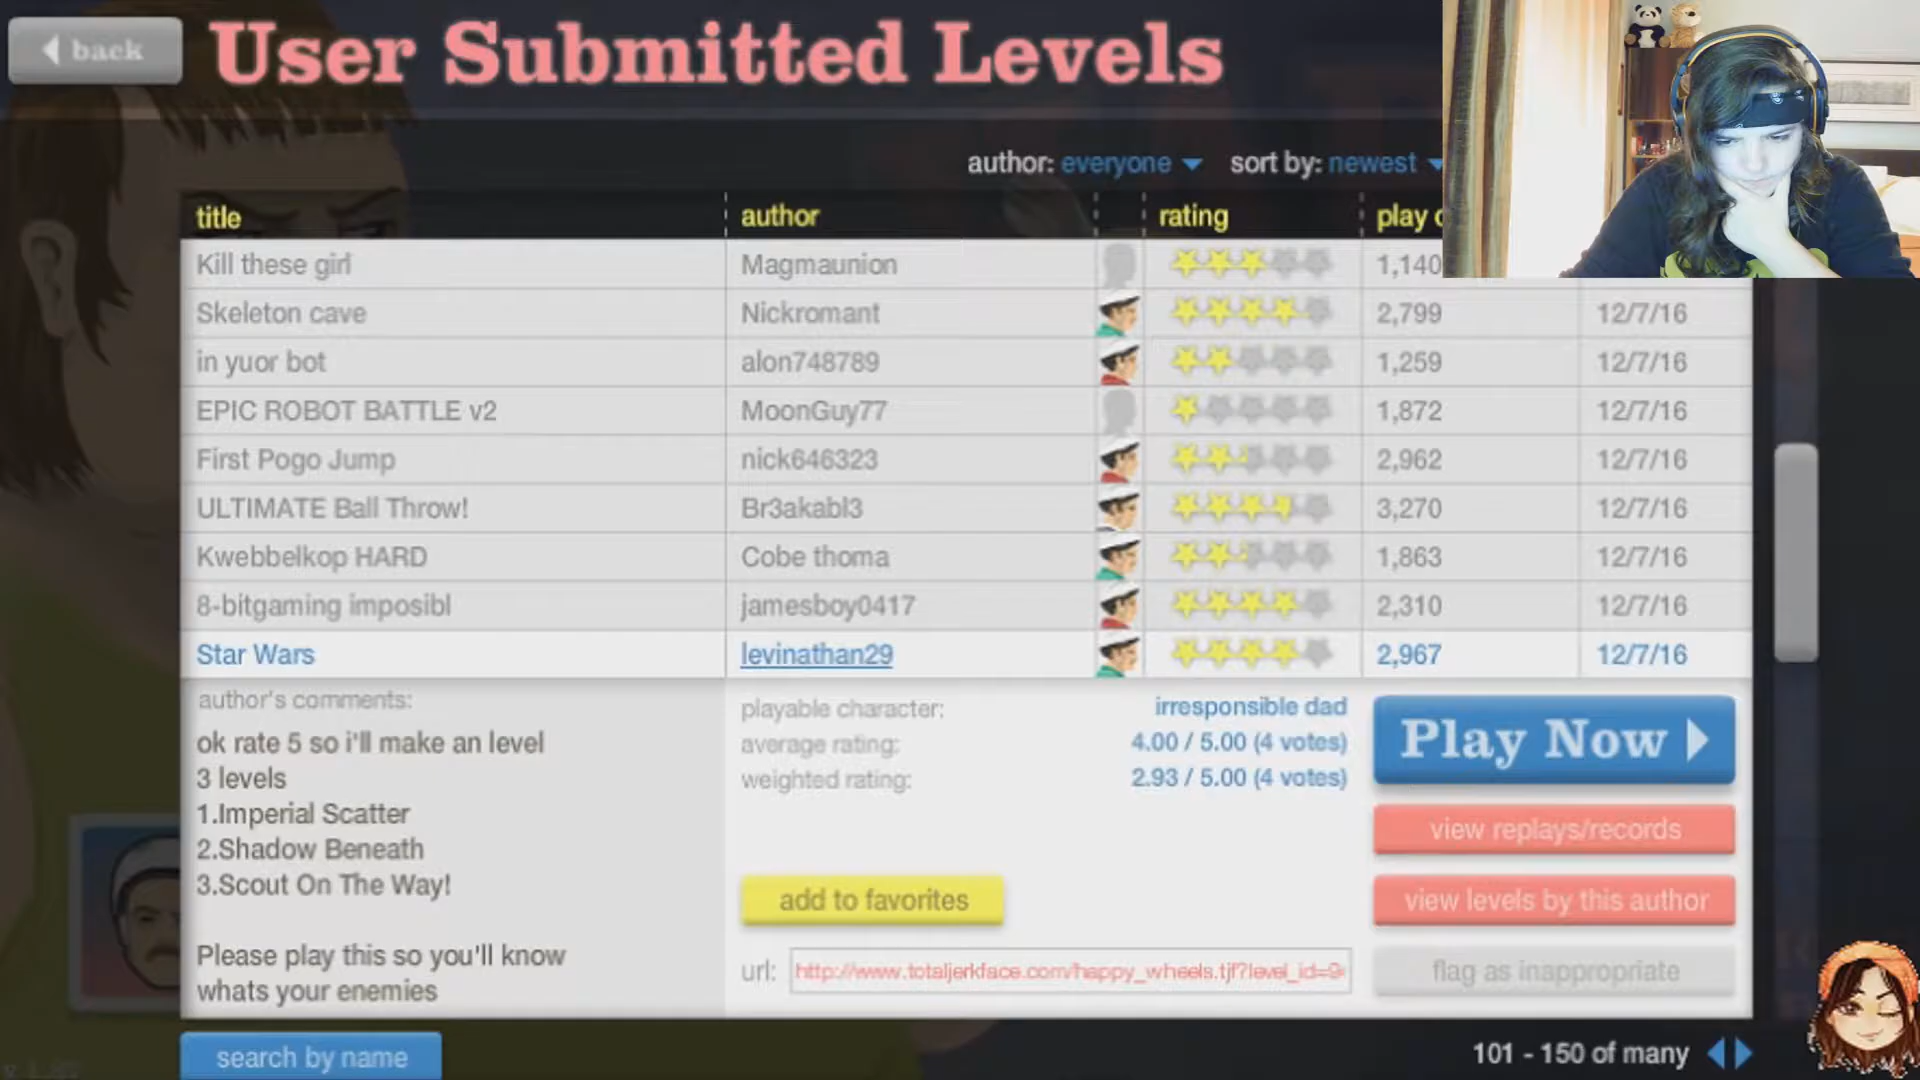 back
User Submitted Levels
author: everyone
sort by: newest
title author rating play
Kill these girl Magmaunion 1,140
Skeleton cave Nickromant 2,799 12/7/16
in yuor bot alon748789 1,259 12/7/16
EPIC ROBOT BATTLE v2 MoonGuy77 1,872 12/7/16
First Pogo Jump nick646323 2,962 12/7/16
ULTIMATE Ball Throw! Br3akabl3 3,270 12/7/16
Kwebbelkop HARD Cobe thoma 1,863 12/7/16
8-bitgaming imposibl jamesboy0417 2,310 12/7/16
Star Wars levinathan29 2,967 12/7/16
author's comments:
ok rate 5 so i'll make an level
3 levels
1.Imperial Scatter
2.Shadow Beneath
3.Scout On The Way!
Please play this so you'll know
whats your enemies
playable character: irresponsible dad
average rating: 4.00 / 5.00 (4 votes)
weighted rating: 2.93 / 5.00 (4 votes)
add to favorites
url: http://www.totaljerkface.com/happy_wheels.tjf?level_id=9
Play Now
view replays/records
view levels by this author
flag as inappropriate
search by name
101 - 150 of many